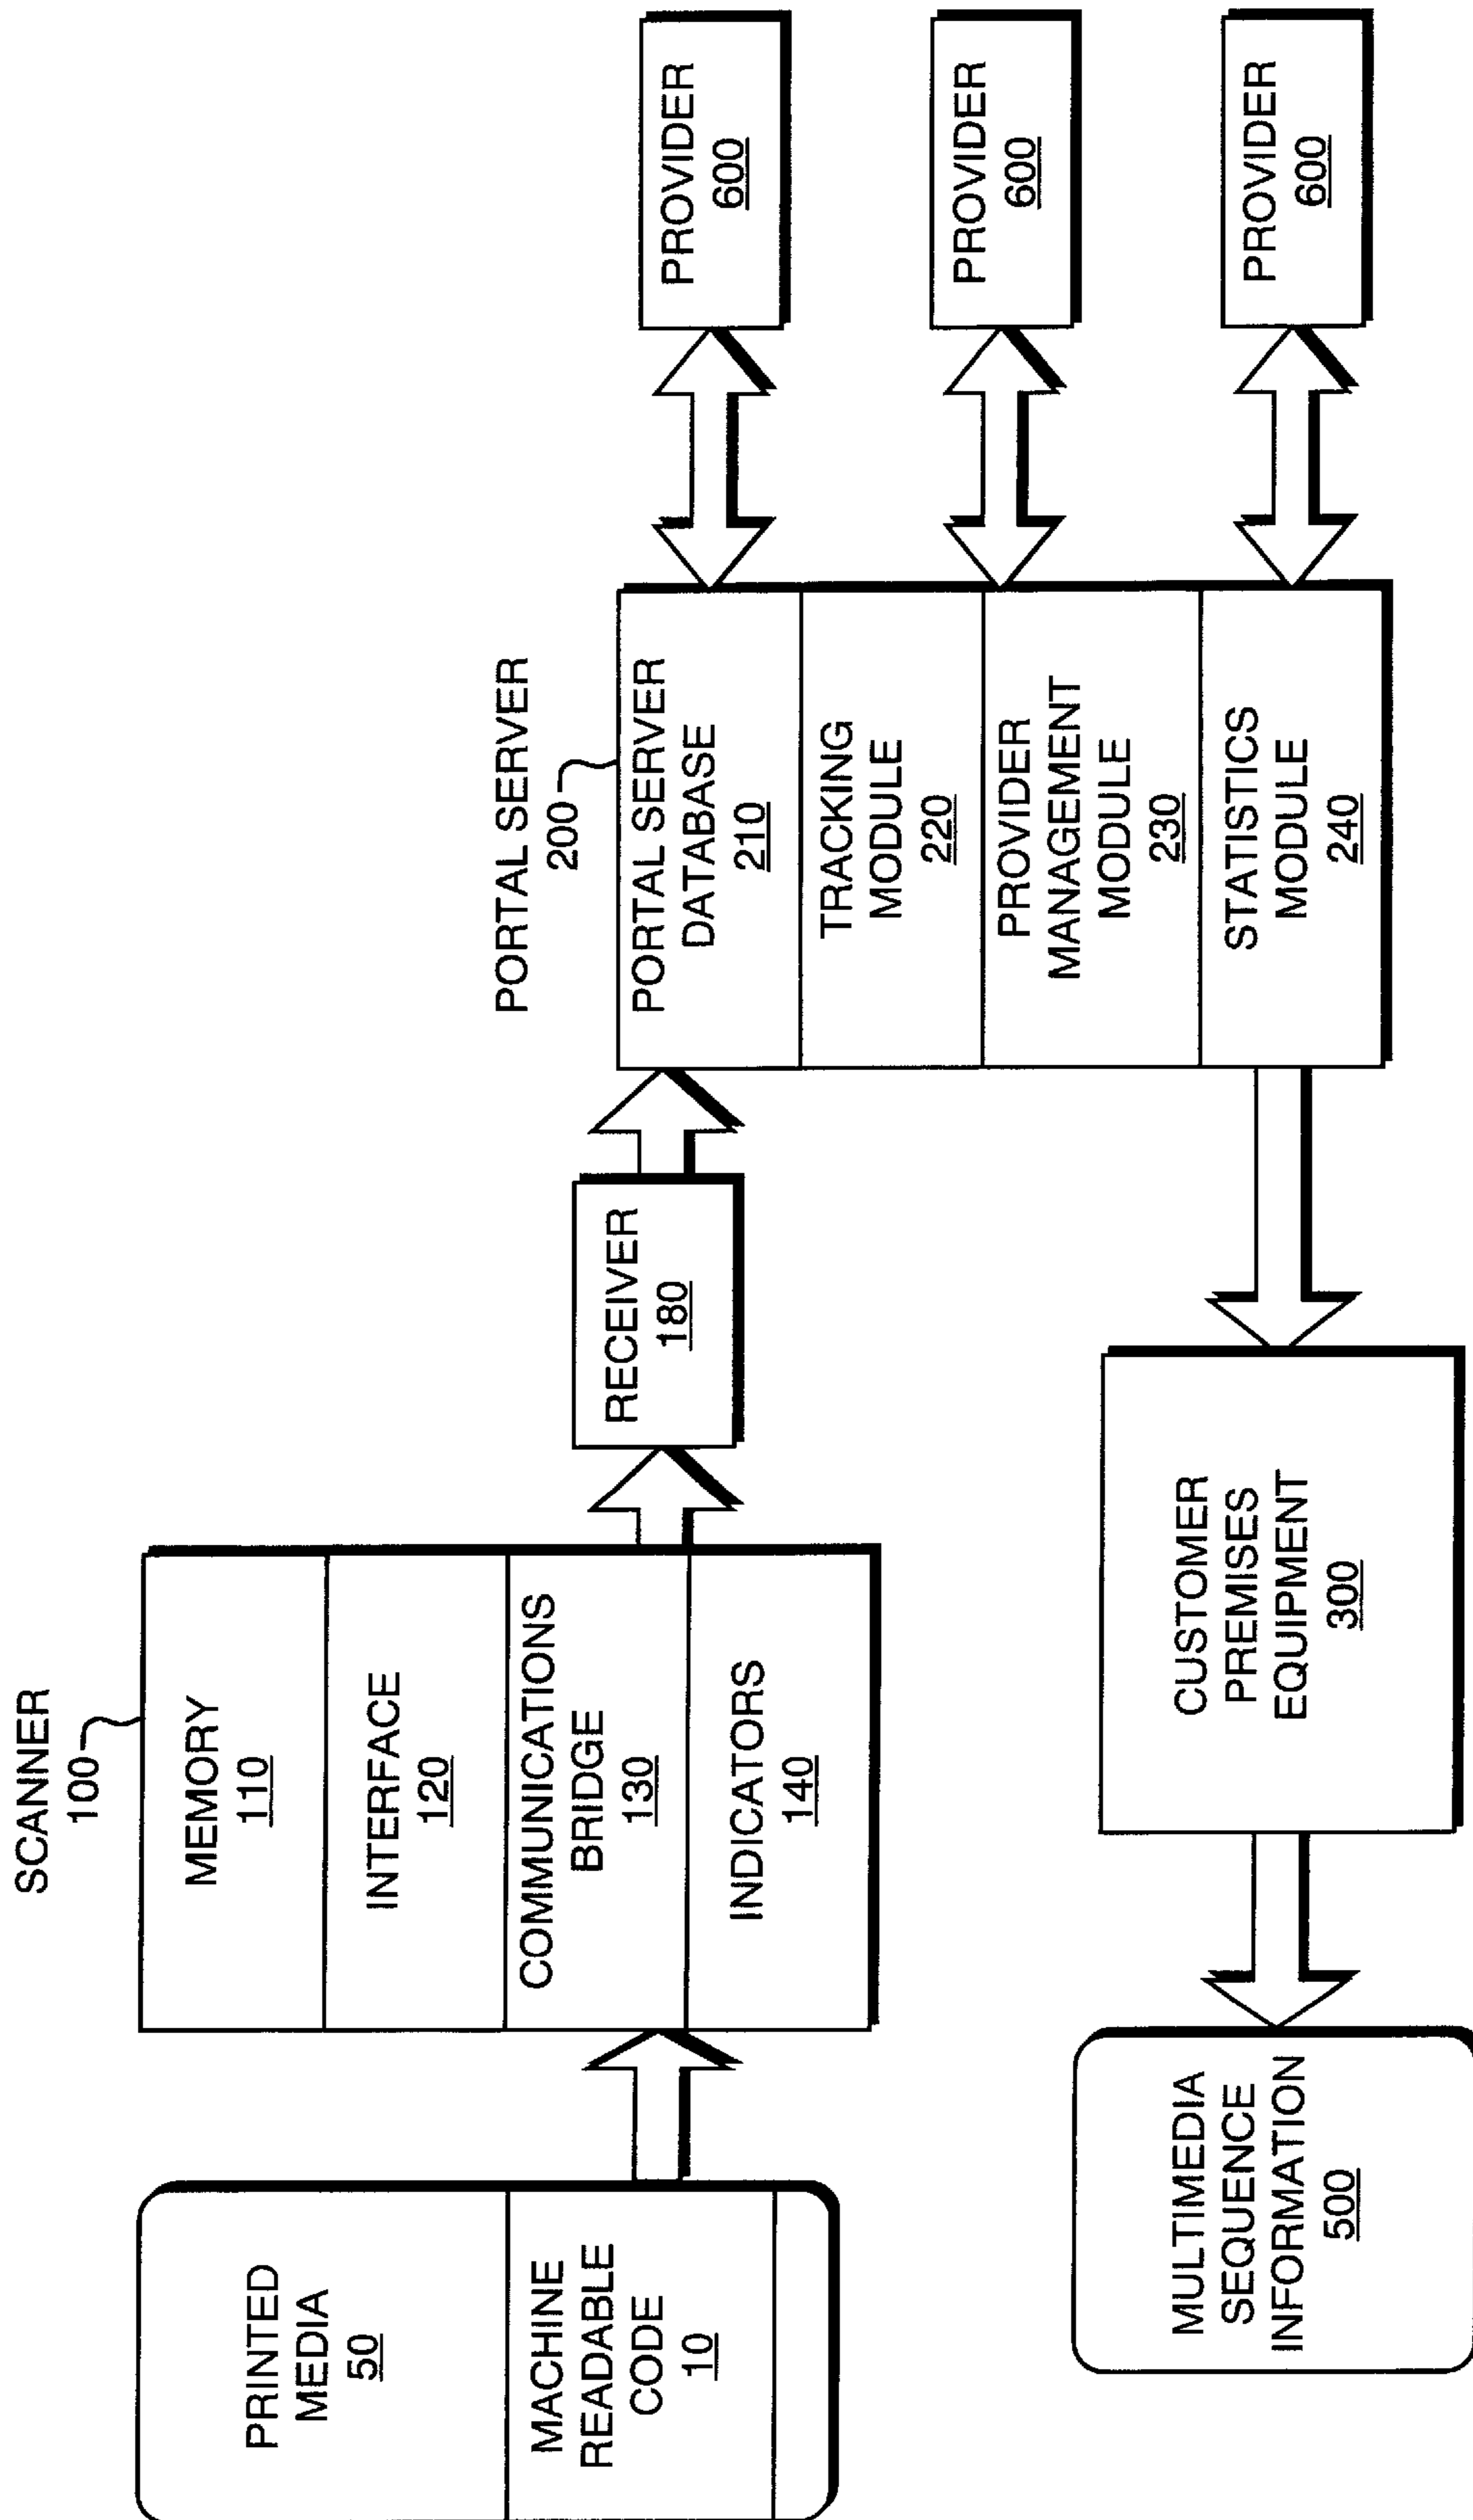 PRINTED
MEDIA
50
MACHINE
READABLE
CODE
10
SCANNER
100
MEMORY
110
INTERFACE
120
COMMUNICATIONS
BRIDGE
130
INDICATORS
140
RECEIVER
180
PORTAL SERVER
200
PORTAL SERVER
DATABASE
210
TRACKING
MODULE
220
PROVIDER
MANAGEMENT
MODULE
230
STATISTICS
MODULE
240
PROVIDER
600
PROVIDER
600
PROVIDER
600
CUSTOMER
PREMISES
EQUIPMENT
300
MULTIMEDIA
SEQUENCE
INFORMATION
500